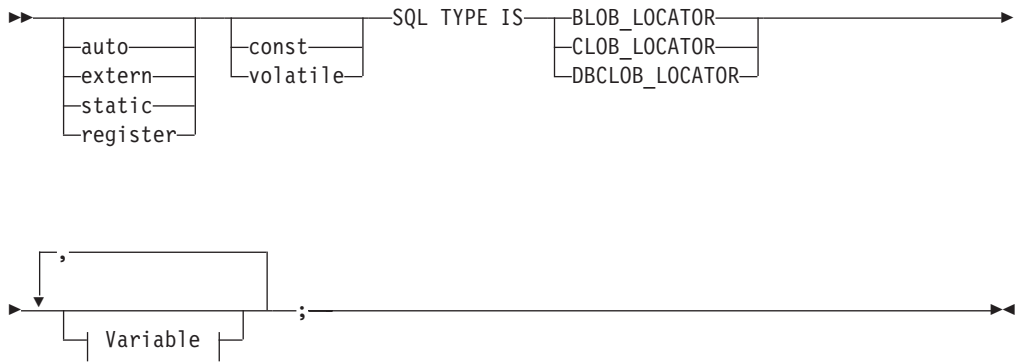 SQL TYPE IS BLOB_LOCATOR
auto const CLOB_LOCATOR
extern volatile DBCLOB_LOCATOR
static
register
,
;
Variable